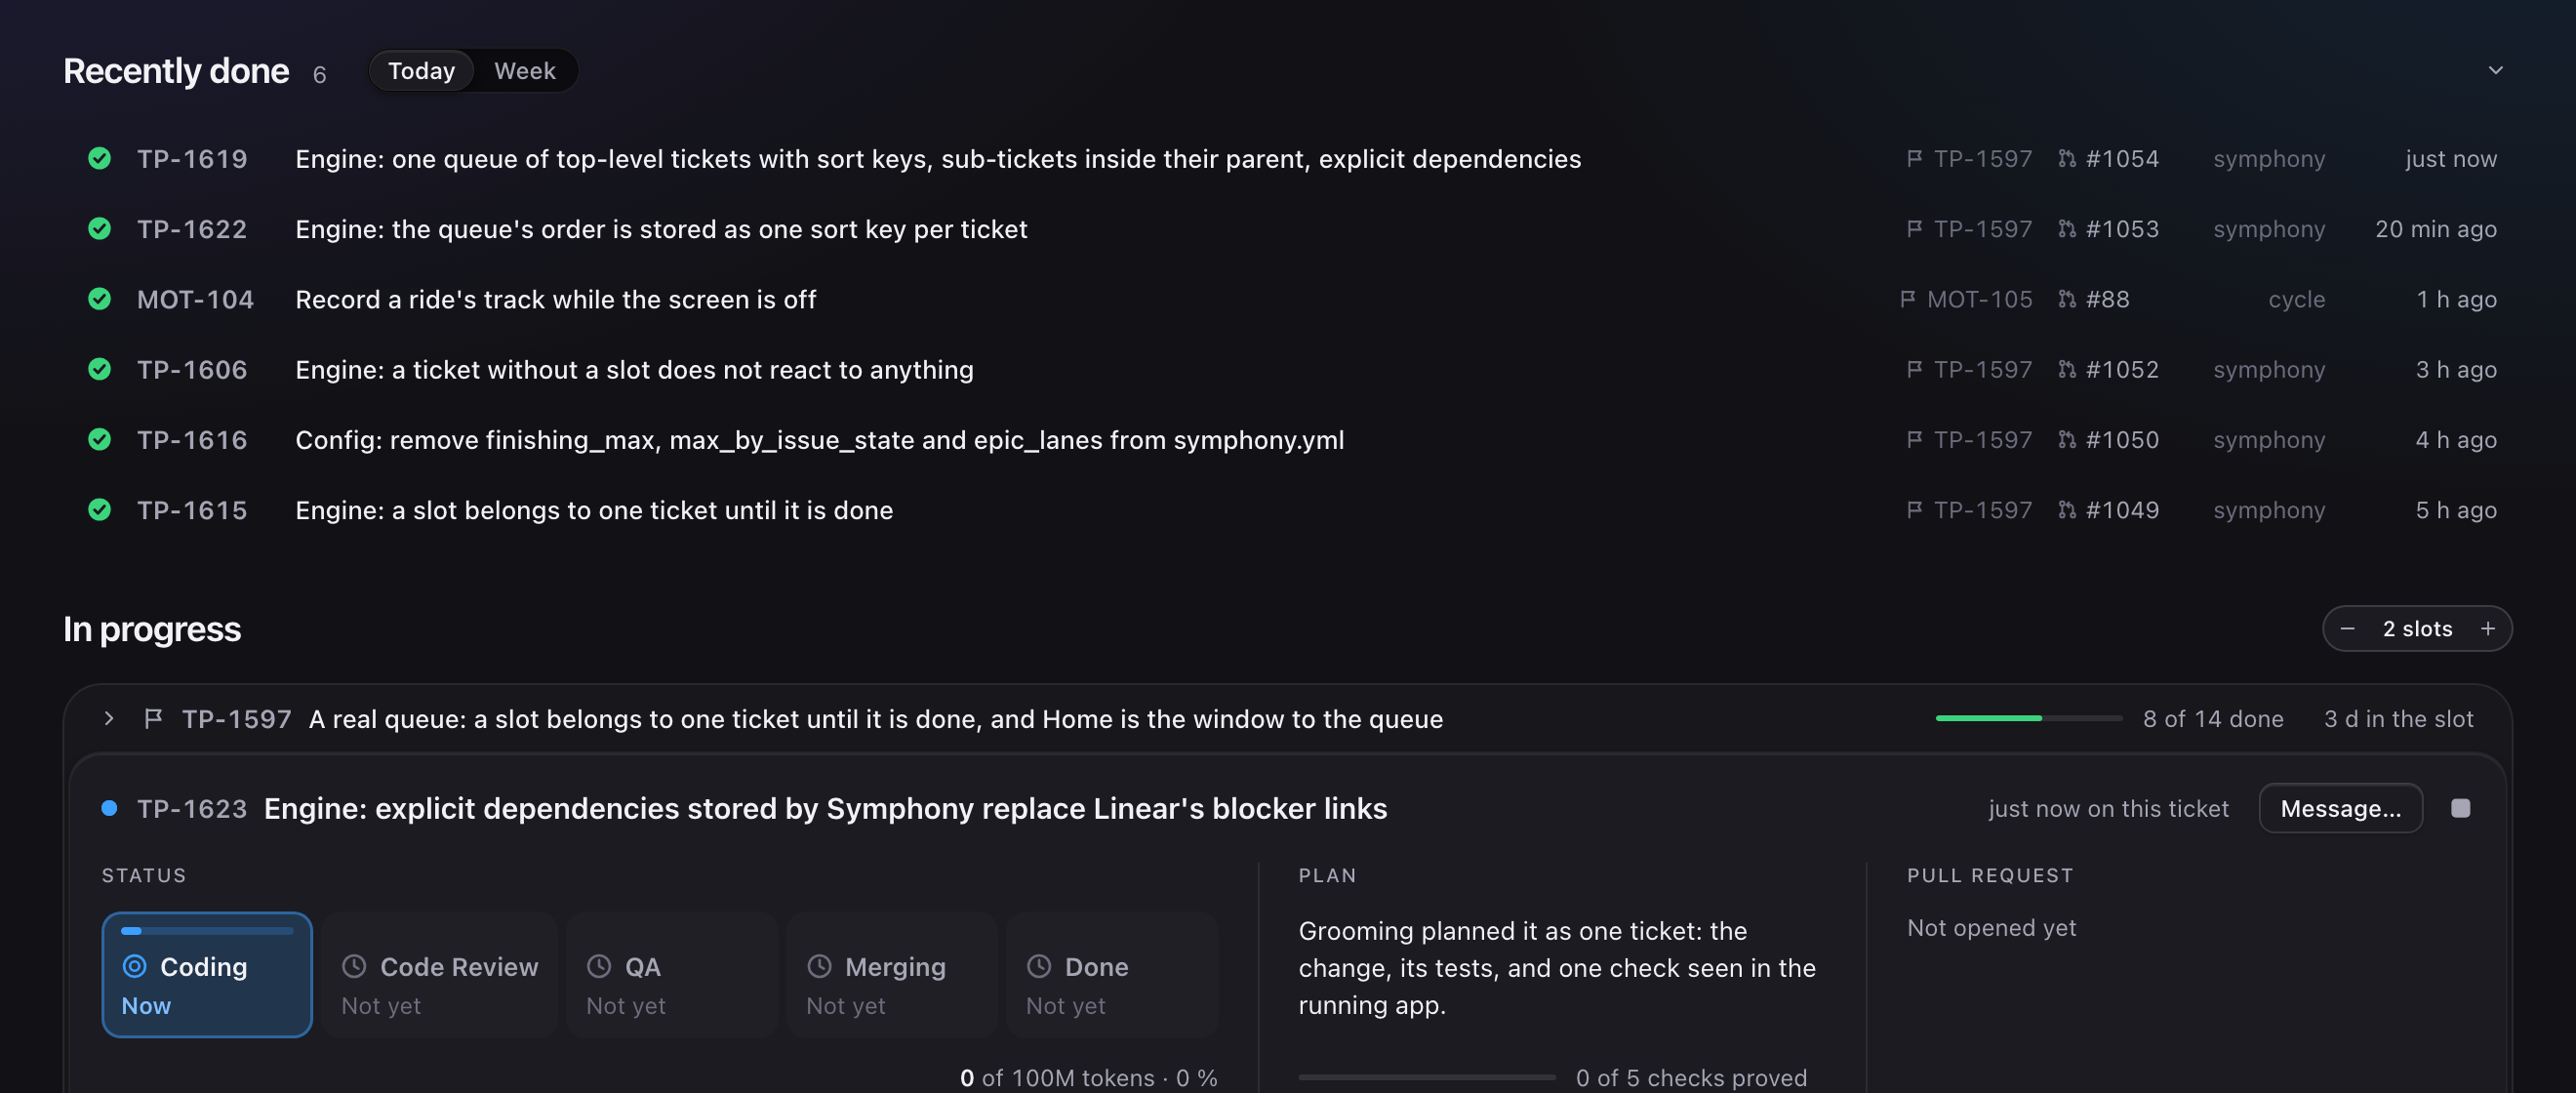 Recently done 6 Today Week
TP-1619 Engine: one queue of top-level tickets with sort keys, sub-tickets inside their parent, explicit dependencies TP-1597 #1054 symphony just now
TP-1622 Engine: the queue's order is stored as one sort key per ticket TP-1597 #1053 symphony 20 min ago
MOT-104 Record a ride's track while the screen is off MOT-105 #88 cycle 1 h ago
TP-1606 Engine: a ticket without a slot does not react to anything TP-1597 #1052 symphony 3 h ago
TP-1616 Config: remove finishing_max, max_by_issue_state and epic_lanes from symphony.yml TP-1597 #1050 symphony 4 h ago
TP-1615 Engine: a slot belongs to one ticket until it is done TP-1597 #1049 symphony 5 h ago
In progress − 2 slots +
TP-1597 A real queue: a slot belongs to one ticket until it is done, and Home is the window to the queue 8 of 14 done 3 d in the slot
TP-1623 Engine: explicit dependencies stored by Symphony replace Linear's blocker links just now on this ticket Message...
STATUS
Coding
Now
Code Review
Not yet
QA
Not yet
Merging
Not yet
Done
Not yet
0 of 100M tokens · 0 %
PLAN
Grooming planned it as one ticket: the
change, its tests, and one check seen in the
running app.
0 of 5 checks proved
PULL REQUEST
Not opened yet